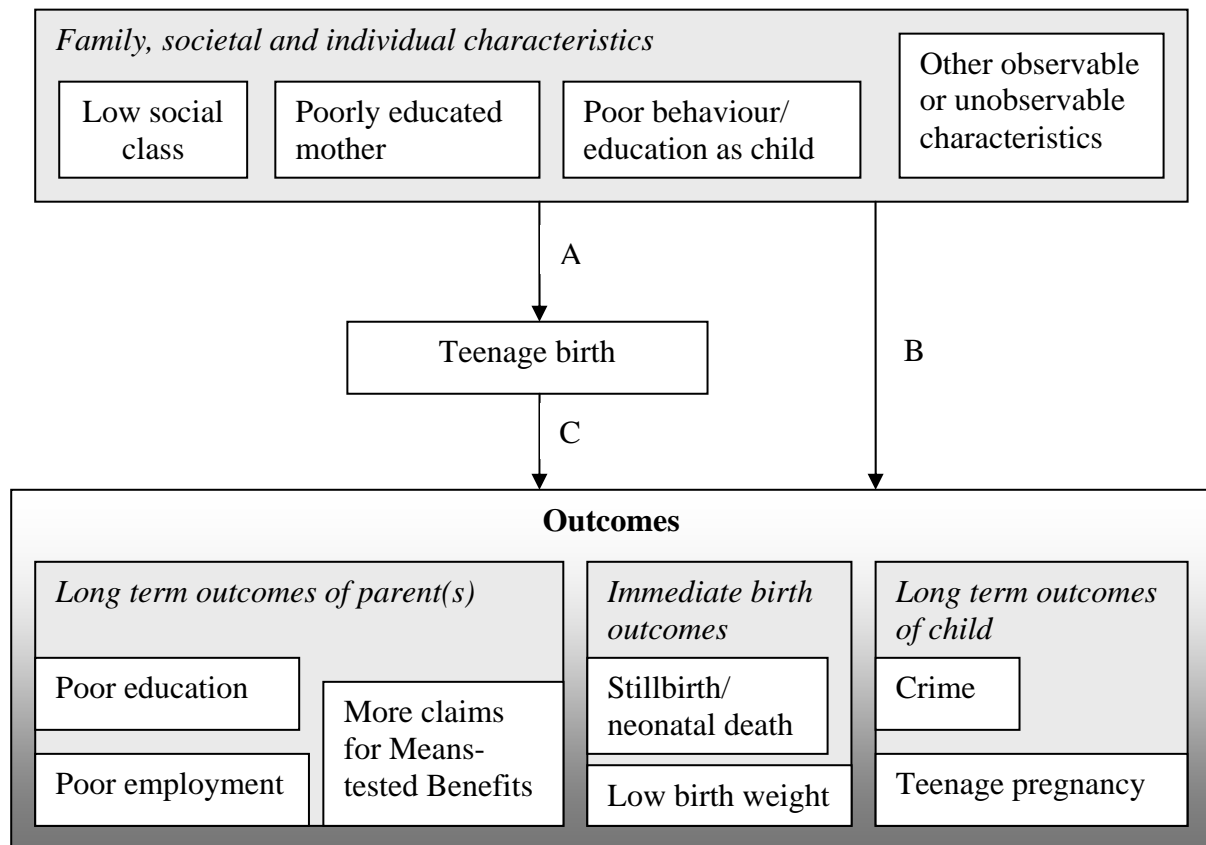 Family, societal and individual characteristics
Low social
class
Poorly educated
mother
Poor behaviour/
education as child
Other observable
or unobservable
characteristics
A
Teenage birth
B
C
Outcomes
Long term outcomes of parent(s)
Poor education
Poor employment
More claims
for Means-
tested Benefits
Immediate birth
outcomes
Stillbirth/
neonatal death
Low birth weight
Long term outcomes
of child
Crime
Teenage pregnancy